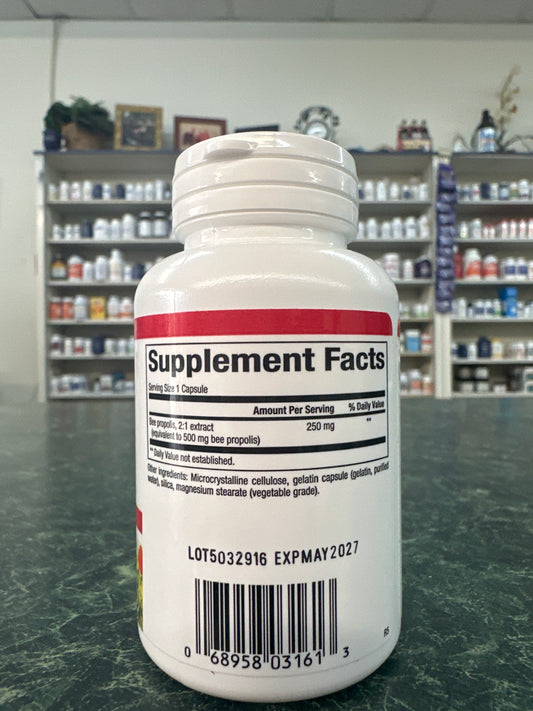 Supplement Facts
Serving Size 1 Capsule
Amount Per Serving % Daily Value
Bee propolis, 2:1 extract 250 mg **
(equivalent to 500 mg bee propolis)
** Daily Value not established.
Other ingredients: Microcrystalline cellulose, gelatin capsule (gelatin, purified
water), silica, magnesium stearate (vegetable grade).
LOT5032916 EXPMAY2027
0 68958 03161 3
R5